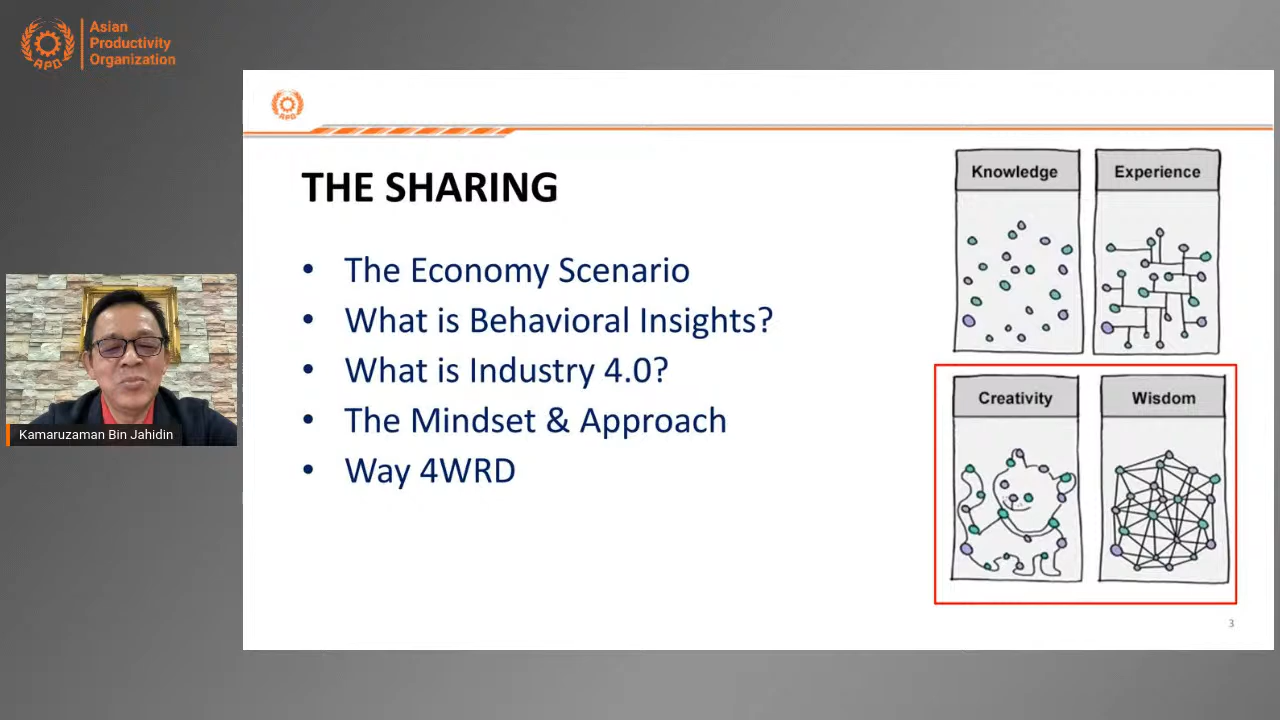 Asian
Productivity
Organization
APO
APO
THE SHARING
• The Economy Scenario
• What is Behavioral Insights?
• What is Industry 4.0?
• The Mindset & Approach
• Way 4WRD
Knowledge
Experience
Creativity
Wisdom
3
Kamaruzaman Bin Jahidin